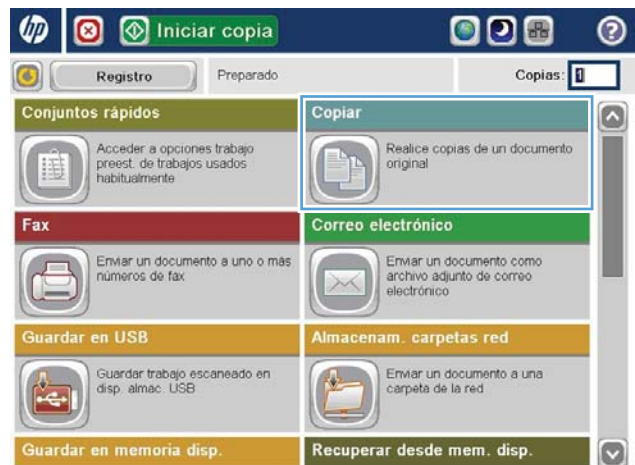 hp
Iniciar copia
?
Registro
Preparado
Copias: 1
Conjuntos rápidos
Acceder a opciones trabajo
preest. de trabajos usados
habitualmente
Copiar
Realice copias de un documento
original
Fax
Enviar un documento a uno o más
números de fax
Correo electrónico
Enviar un documento como
archivo adjunto de correo
electrónico
Guardar en USB
Guardar trabajo escaneado en
disp. almac. USB
Almacenam. carpetas red
Enviar un documento a una
carpeta de la red
Guardar en memoria disp.
Recuperar desde mem. disp.